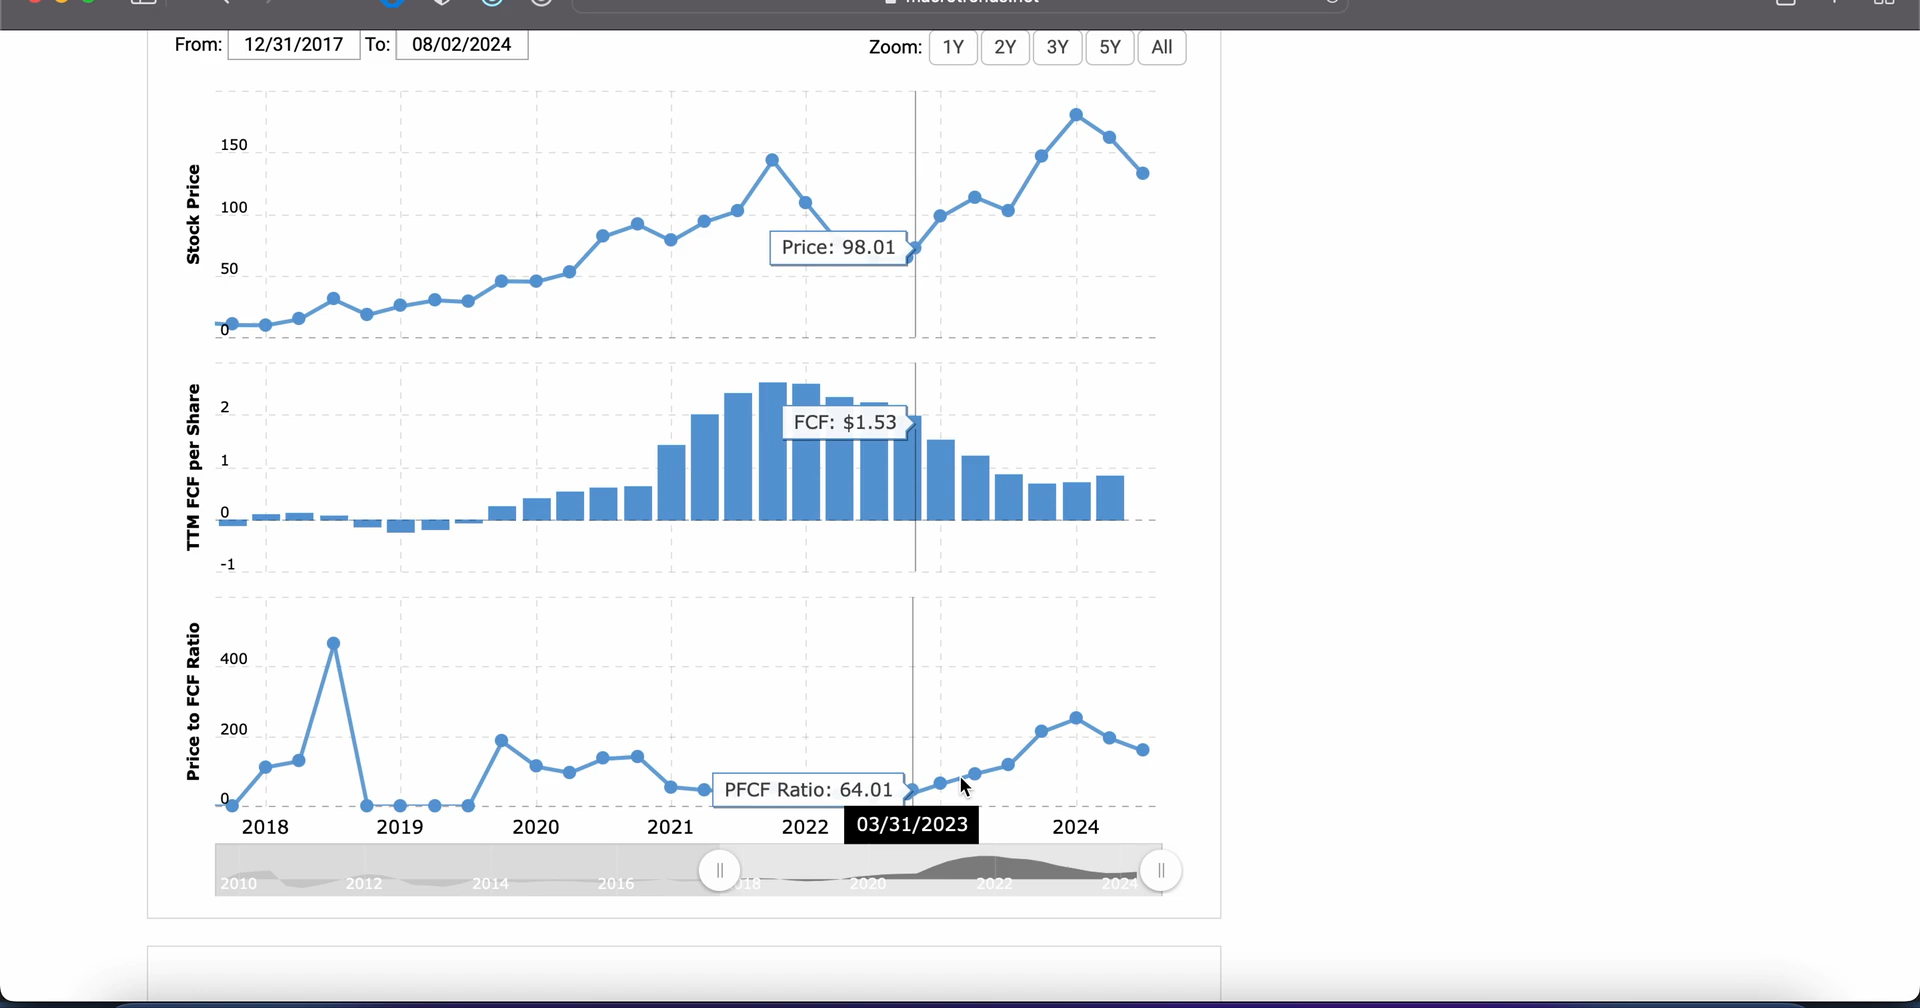 From: 12/31/2017 To: 08/02/2024
Zoom: 1Y 2Y 3Y 5Y All
Stock Price
150
100
50
0
Price: 98.01
TTM FCF per Share
2
1
0
-1
FCF: $1.53
Price to FCF Ratio
400
200
0
PFCF Ratio: 64.01
2018 2019 2020 2021 2022 03/31/2023 2024
2010 2012 2014 2016 2020 2022 2024